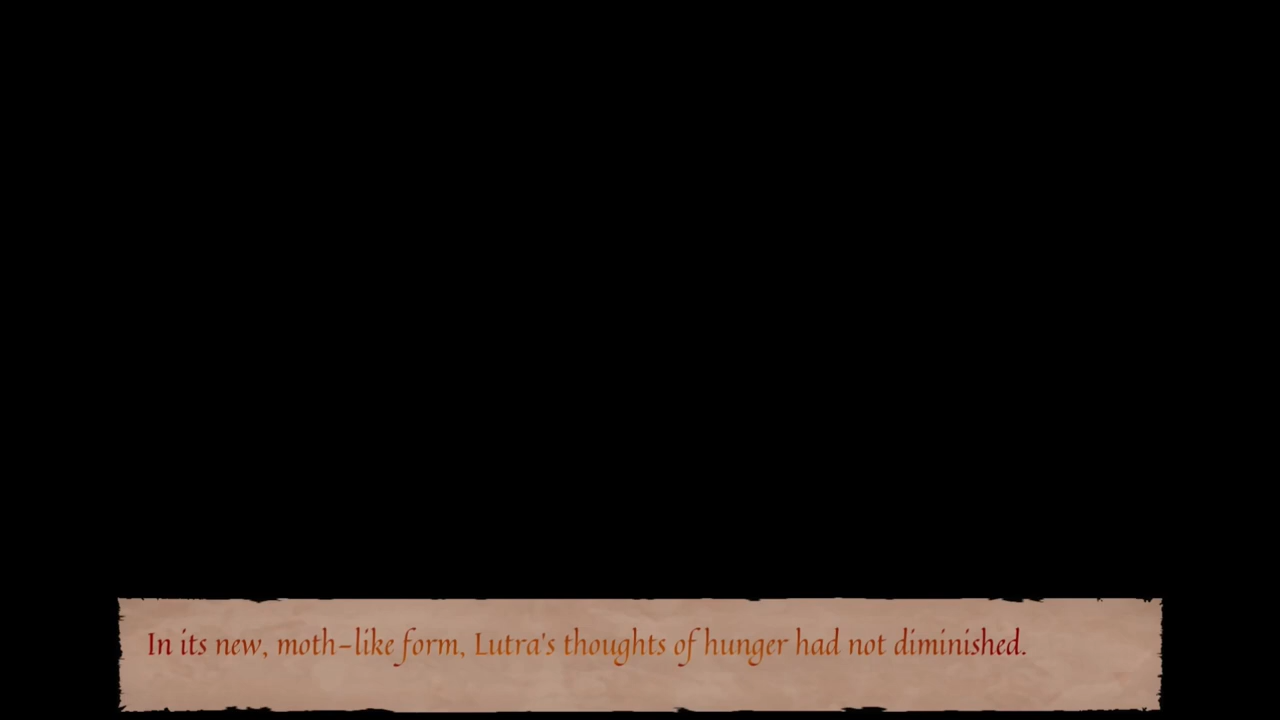 In its new, moth-like form, Lutra's thoughts of hunger had not diminished.